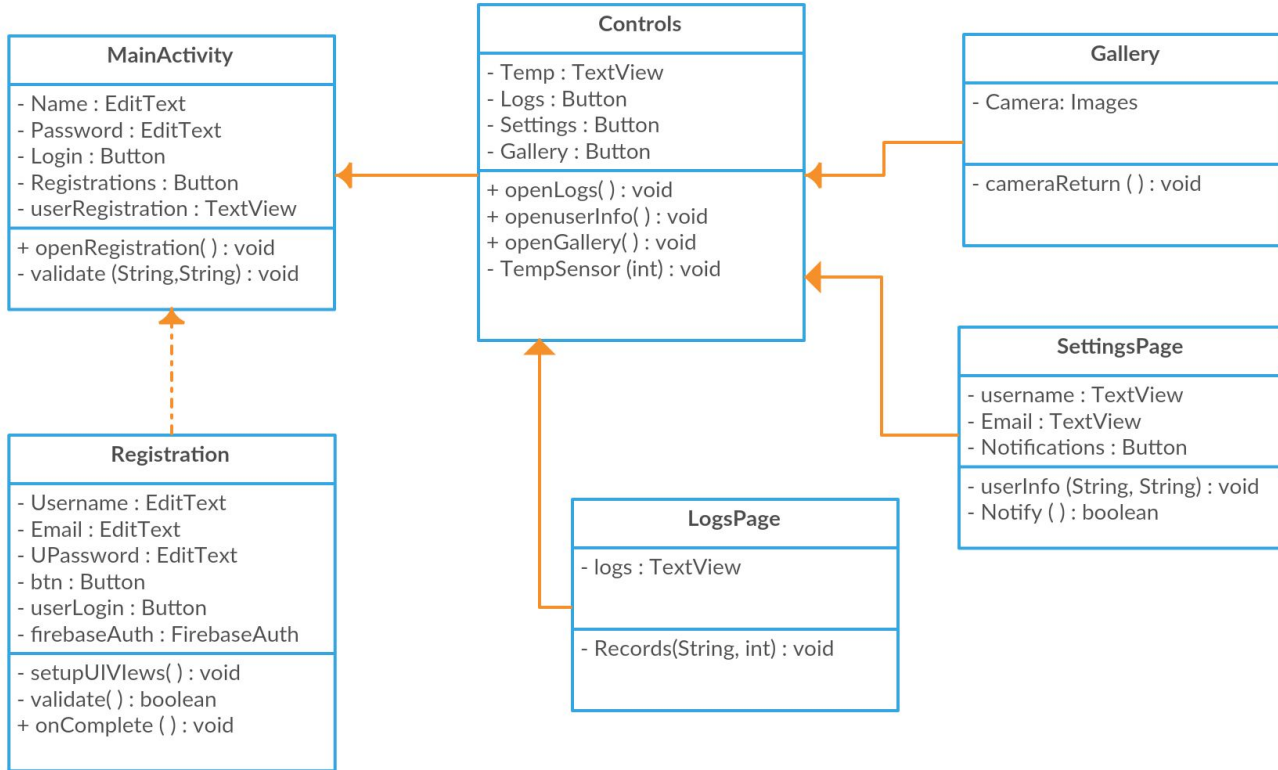 MainActivity
- Name : EditText
- Password : EditText
- Login : Button
- Registrations : Button
- userRegistration : TextView
+ openRegistration( ) : void
- validate (String,String) : void
Controls
- Temp : TextView
- Logs : Button
- Settings : Button
- Gallery : Button
+ openLogs( ) : void
+ openuserInfo( ) : void
+ openGallery( ) : void
- TempSensor (int) : void
Gallery
- Camera: Images
- cameraReturn ( ) : void
SettingsPage
- username : TextView
- Email : TextView
- Notifications : Button
- userInfo (String, String) : void
- Notify ( ) : boolean
Registration
- Username : EditText
- Email : EditText
- UPassword : EditText
- btn : Button
- userLogin : Button
- firebaseAuth : FirebaseAuth
- setupUIVIews( ) : void
- validate( ) : boolean
+ onComplete ( ) : void
LogsPage
- logs : TextView
- Records(String, int) : void